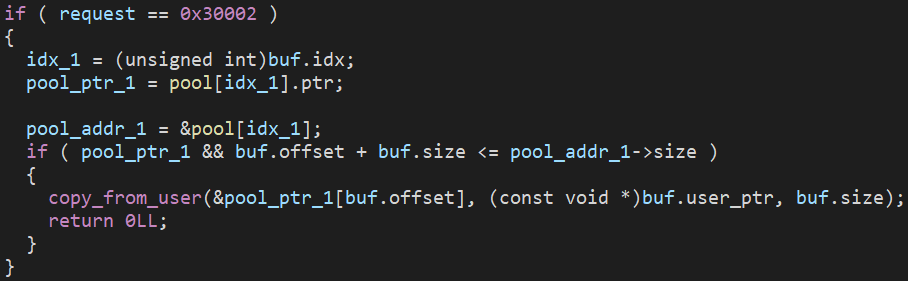 if ( request == 0x30002 )
{
  idx_1 = (unsigned int)buf.idx;
  pool_ptr_1 = pool[idx_1].ptr;

  pool_addr_1 = &pool[idx_1];
  if ( pool_ptr_1 && buf.offset + buf.size <= pool_addr_1->size )
  {
    copy_from_user(&pool_ptr_1[buf.offset], (const void *)buf.user_ptr, buf.size);
    return 0LL;
  }
}